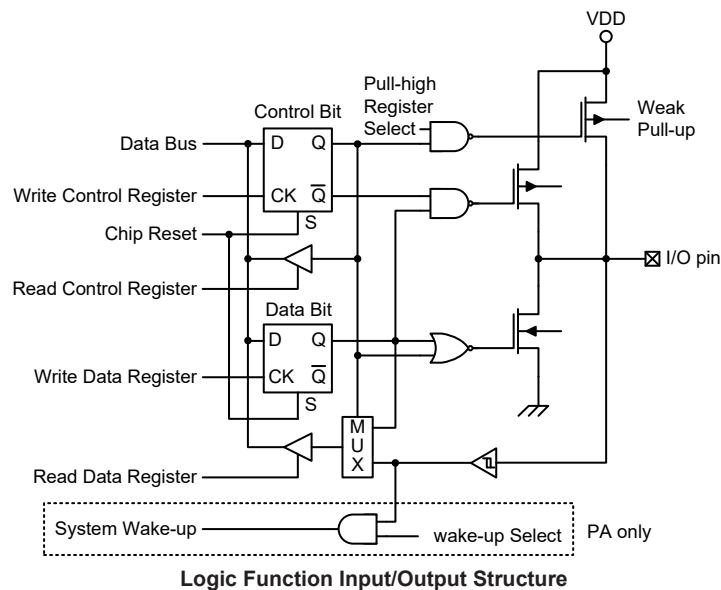 VDD
Pull-high
Register
Select
Weak
Pull-up
Control Bit
Data Bus
D
Q
Write Control Register
CK
Q
S
Chip Reset
I/O pin
Read Control Register
Data Bit
D
Q
Write Data Register
CK
Q
S
M
U
X
Read Data Register
System Wake-up
wake-up Select
PA only
Logic Function Input/Output Structure